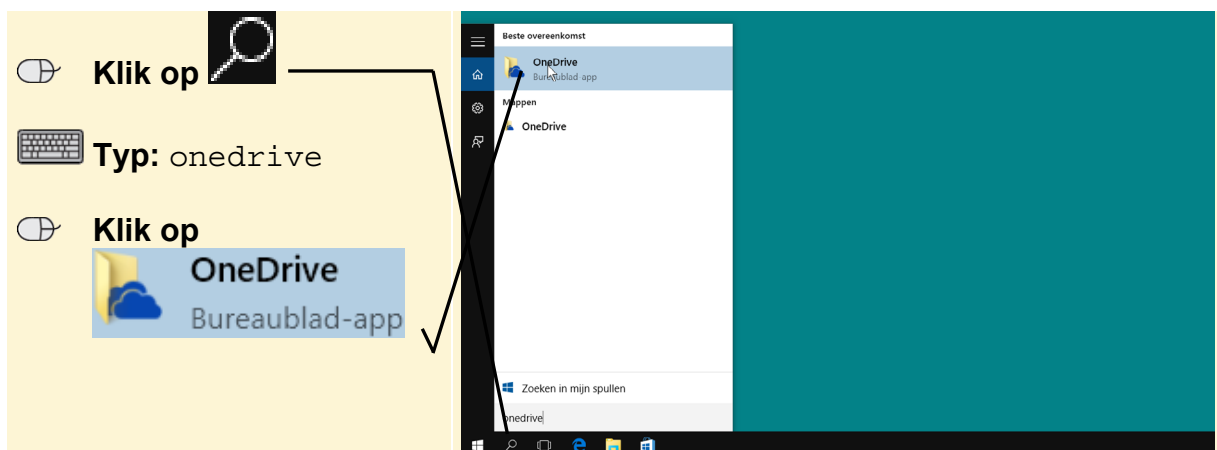 Klik op
Typ: onedrive
Klik op
OneDrive
Bureaublad-app
Beste overeenkomst
OneDrive
Bureaublad-app
Mappen
OneDrive
Zoeken in mijn spullen
onedrive